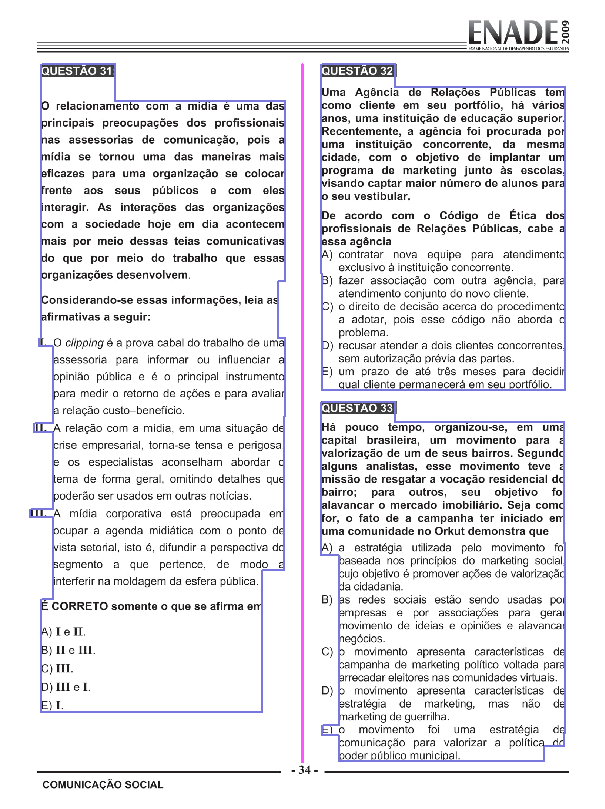 ENADE 2009
EXAME NACIONAL DE DESEMPENHO DOS ESTUDANTES
QUESTÃO 31
O relacionamento com a mídia é uma das
principais preocupações dos profissionais
nas assessorias de comunicação, pois a
mídia se tornou uma das maneiras mais
eficazes para uma organização se colocar
frente aos seus públicos e com eles
interagir. As interações das organizações
com a sociedade hoje em dia acontecem
mais por meio dessas teias comunicativas
do que por meio do trabalho que essas
organizações desenvolvem.
Considerando-se essas informações, leia as
afirmativas a seguir:
I. O clipping é a prova cabal do trabalho de uma
assessoria para informar ou influenciar a
opinião pública e é o principal instrumento
para medir o retorno de ações e para avaliar
a relação custo–benefício.
II. A relação com a mídia, em uma situação de
crise empresarial, torna-se tensa e perigosa,
e os especialistas aconselham abordar o
tema de forma geral, omitindo detalhes que
poderão ser usados em outras notícias.
III. A mídia corporativa está preocupada em
ocupar a agenda midiática com o ponto de
vista setorial, isto é, difundir a perspectiva do
segmento a que pertence, de modo a
interferir na moldagem da esfera pública.
É CORRETO somente o que se afirma em
A) I e II.
B) II e III.
C) III.
D) III e I.
E) I.
QUESTÃO 32
Uma Agência de Relações Públicas tem
como cliente em seu portfólio, há vários
anos, uma instituição de educação superior.
Recentemente, a agência foi procurada por
uma instituição concorrente, da mesma
cidade, com o objetivo de implantar um
programa de marketing junto às escolas,
visando captar maior número de alunos para
o seu vestibular.
De acordo com o Código de Ética dos
profissionais de Relações Públicas, cabe a
essa agência
A) contratar nova equipe para atendimento
exclusivo à instituição concorrente.
B) fazer associação com outra agência, para
atendimento conjunto do novo cliente.
C) o direito de decisão acerca do procedimento
a adotar, pois esse código não aborda o
problema.
D) recusar atender a dois clientes concorrentes,
sem autorização prévia das partes.
E) um prazo de até três meses para decidir
qual cliente permanecerá em seu portfólio.
QUESTÃO 33
Há pouco tempo, organizou-se, em uma
capital brasileira, um movimento para a
valorização de um de seus bairros. Segundo
alguns analistas, esse movimento teve a
missão de resgatar a vocação residencial do
bairro; para outros, seu objetivo foi
alavancar o mercado imobiliário. Seja como
for, o fato de a campanha ter iniciado em
uma comunidade no Orkut demonstra que
A) a estratégia utilizada pelo movimento foi
baseada nos princípios do marketing social,
cujo objetivo é promover ações de valorização
da cidadania.
B) as redes sociais estão sendo usadas por
empresas e por associações para gerar
movimento de ideias e opiniões e alavancar
negócios.
C) o movimento apresenta características de
campanha de marketing político voltada para
arrecadar eleitores nas comunidades virtuais.
D) o movimento apresenta características de
estratégia de marketing, mas não de
marketing de guerrilha.
E) o movimento foi uma estratégia de
comunicação para valorizar a política do
poder público municipal.
- 34 -
COMUNICAÇÃO SOCIAL